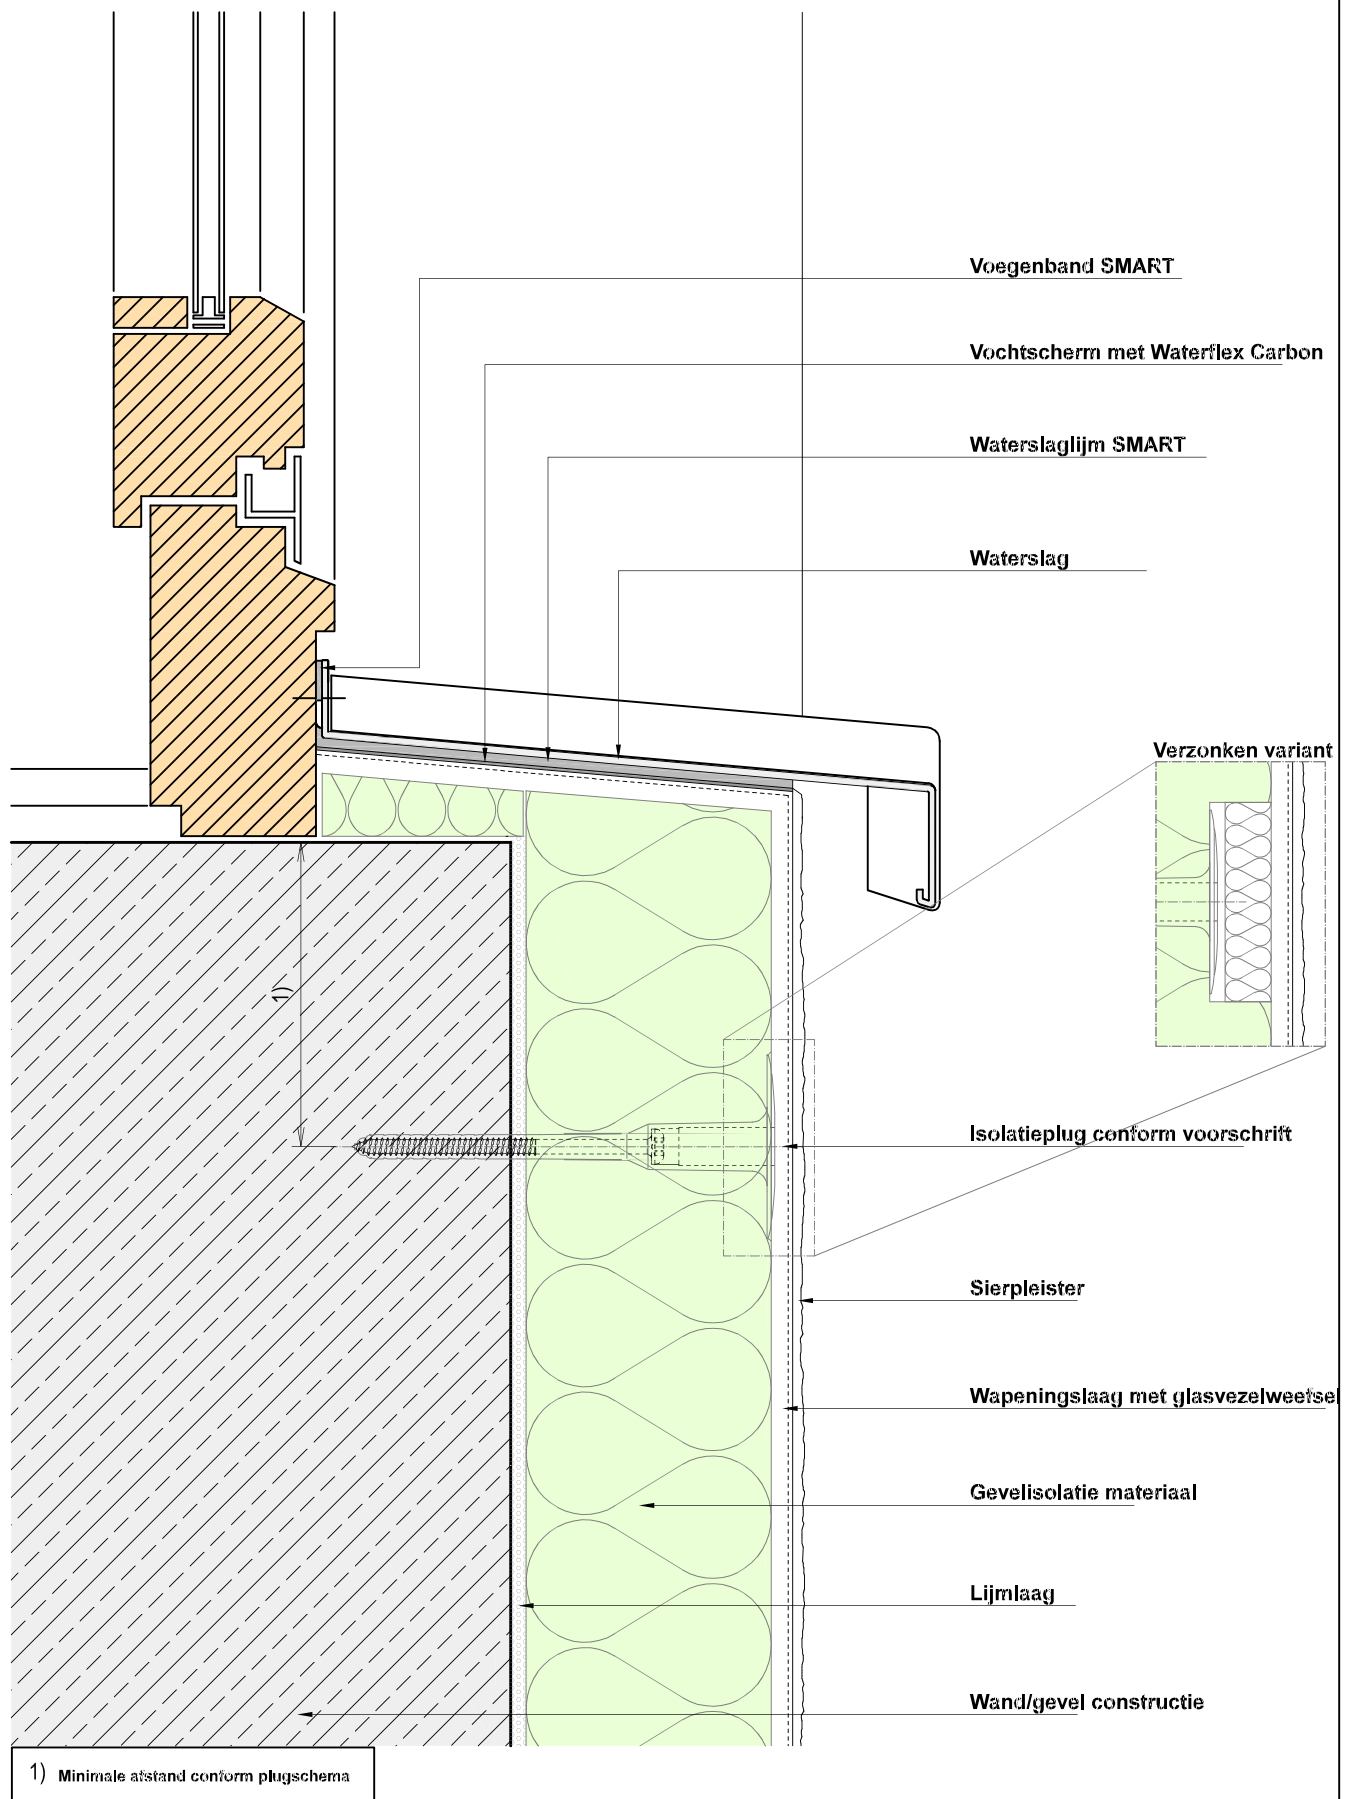 Voegenband SMART
Vochtscherm met Waterflex Carbon
Waterslaglijm SMART
Waterslag
Verzonken variant
1)
Isolatieplug conform voorschrift
Sierpleister
Wapeningslaag met glasvezelweefsel
Gevelisolatie materiaal
Lijmlaag
Wand/gevel constructie
1) Minimale afstand conform plugschema